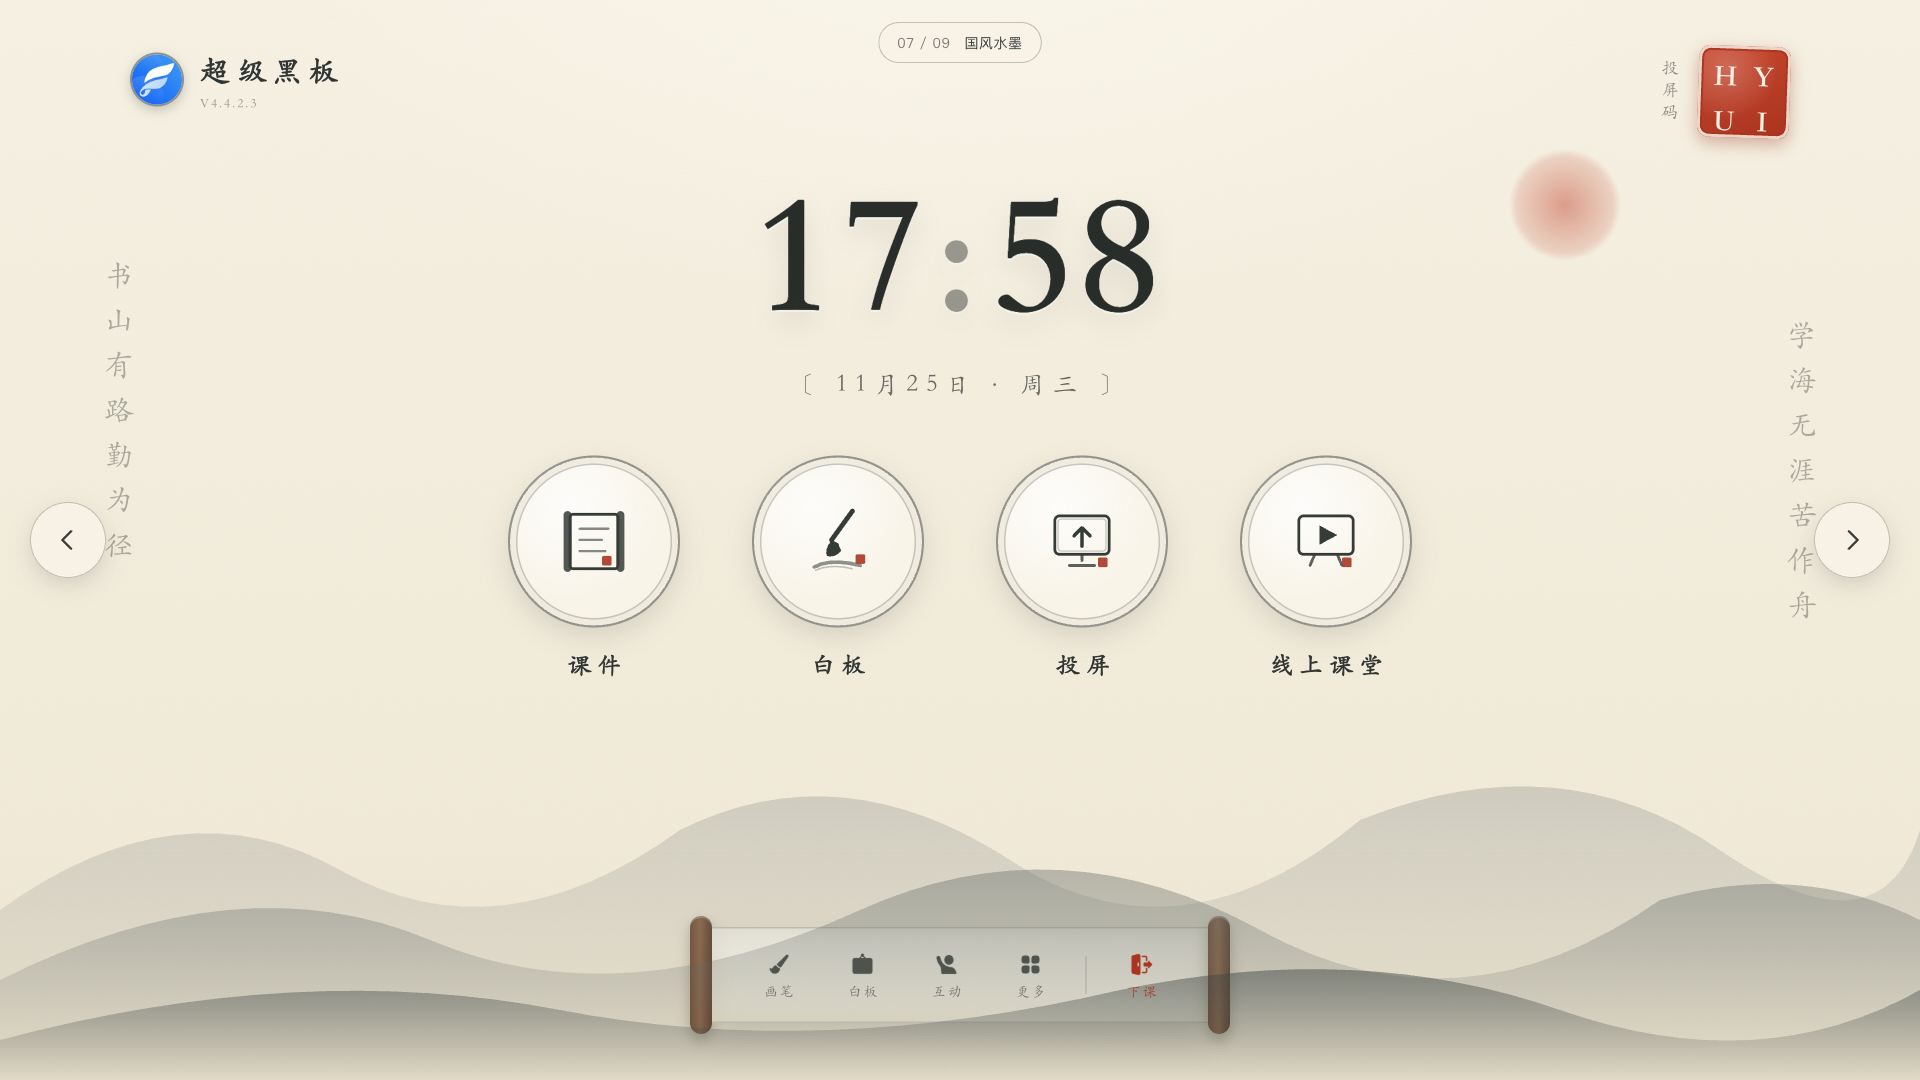 07 / 09 国风水墨
超级黑板
V4.4.2.3
投屏码
HY
UI
17:58
〔 11月25日 · 周三 〕
书山有路勤为径
学海无涯苦作舟
课件
白板
投屏
线上课堂
画笔
白板
互动
更多
下课